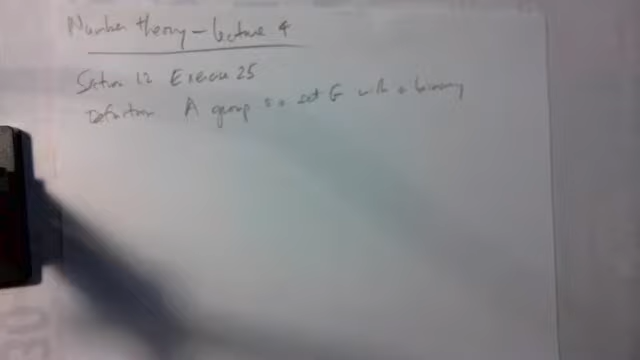 Number theory - lecture 4
Section 12 Exercise 25
Definition A group is a set G with a binary